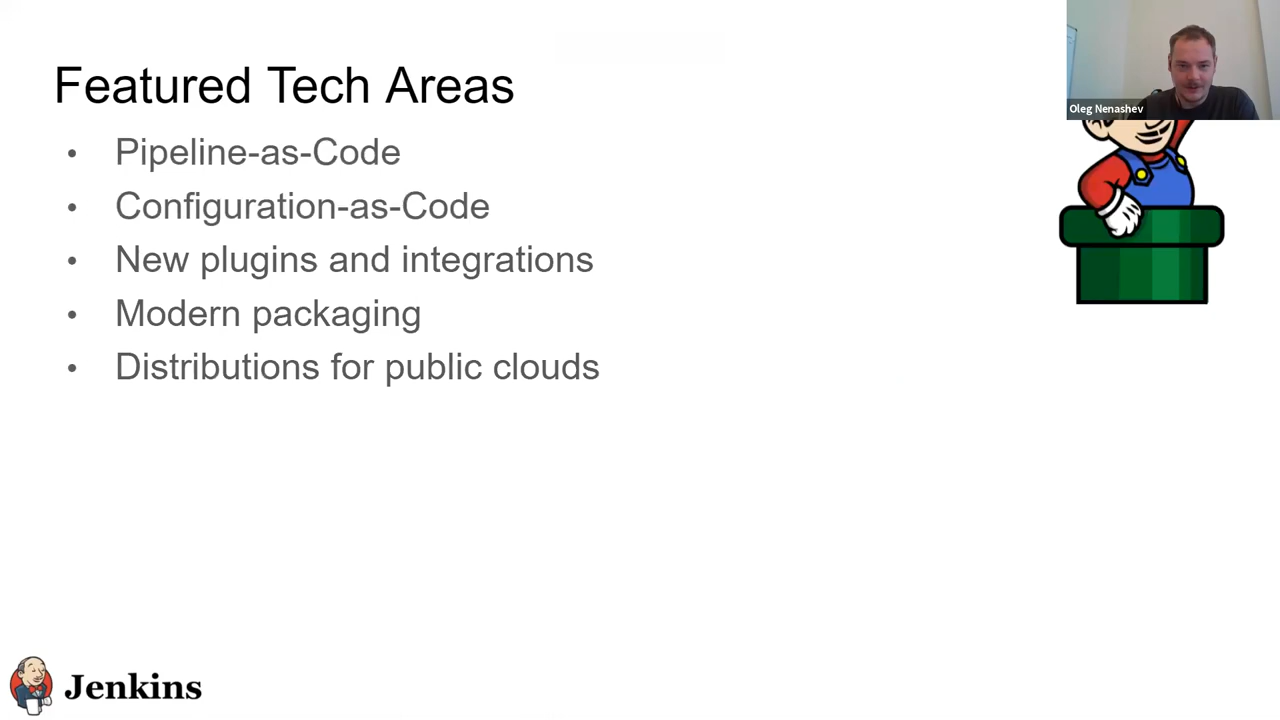 Featured Tech Areas
Oleg Nenashev
• Pipeline-as-Code
• Configuration-as-Code
• New plugins and integrations
• Modern packaging
• Distributions for public clouds
Jenkins